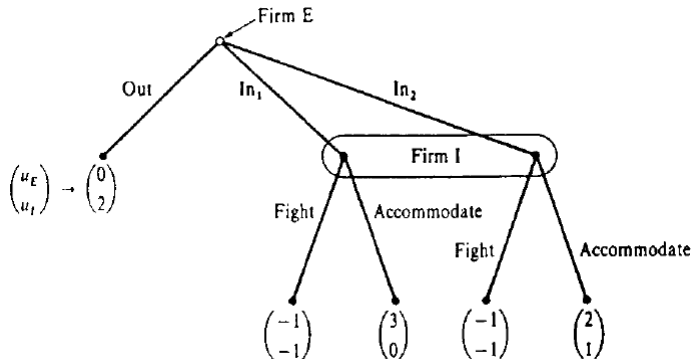 Firm E
Out
In₁
In₂
Firm I
(u_E u_I) → (0 2)
Fight
Accommodate
Fight
Accommodate
(−1 −1)
(3 0)
(−1 −1)
(2 1)